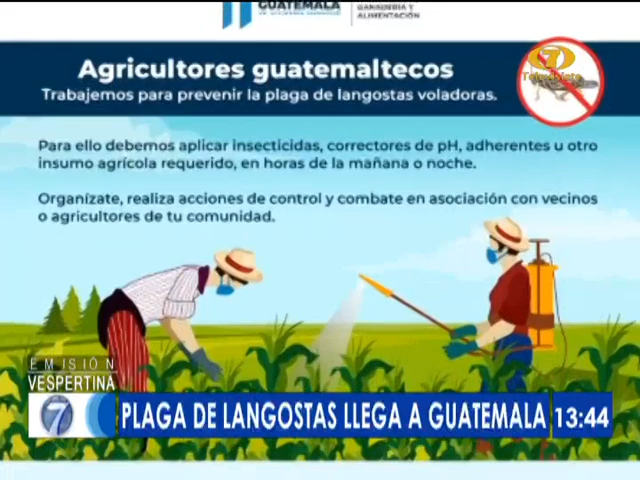 GUATEMALA
GANADERÍA Y
ALIMENTACIÓN
Agricultores guatemaltecos
Trabajemos para prevenir la plaga de langostas voladoras.
7
Telediario
Para ello debemos aplicar insecticidas, correctores de pH, adherentes u otro
insumo agrícola requerido, en horas de la mañana o noche.
Organízate, realiza acciones de control y combate en asociación con vecinos
o agricultores de tu comunidad.
EMISIÓN
VESPERTINA
7
PLAGA DE LANGOSTAS LLEGA A GUATEMALA
13:44